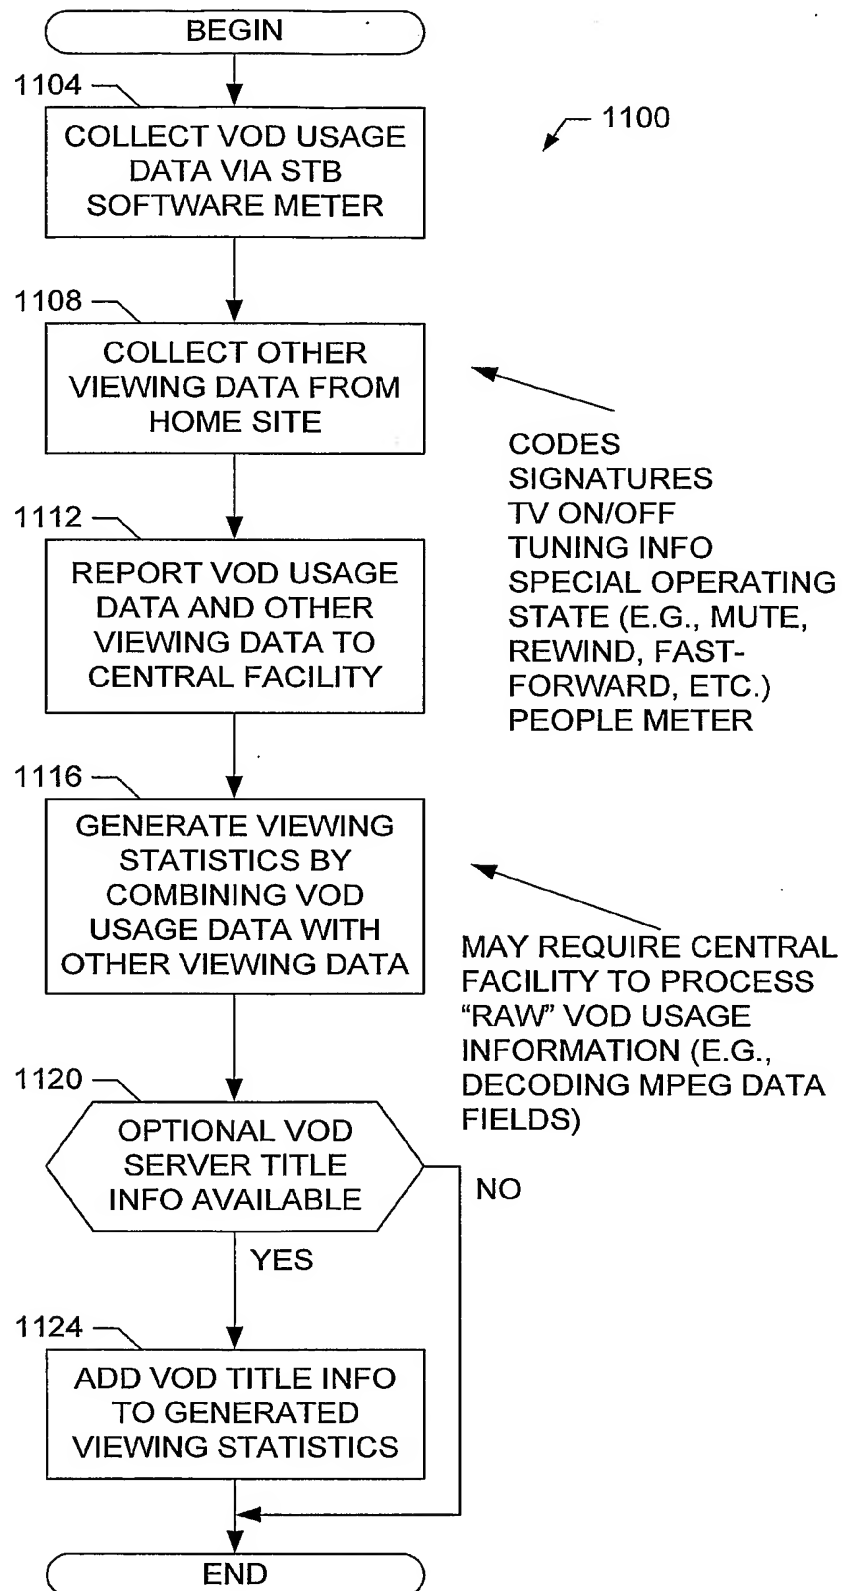 BEGIN
1104
1100
COLLECT VOD USAGE
DATA VIA STB
SOFTWARE METER
1108
COLLECT OTHER
VIEWING DATA FROM
HOME SITE
CODES
SIGNATURES
TV ON/OFF
TUNING INFO
SPECIAL OPERATING
STATE (E.G., MUTE,
REWIND, FAST-
FORWARD, ETC.)
PEOPLE METER
1112
REPORT VOD USAGE
DATA AND OTHER
VIEWING DATA TO
CENTRAL FACILITY
1116
GENERATE VIEWING
STATISTICS BY
COMBINING VOD
USAGE DATA WITH
OTHER VIEWING DATA
MAY REQUIRE CENTRAL
FACILITY TO PROCESS
“RAW” VOD USAGE
INFORMATION (E.G.,
DECODING MPEG DATA
FIELDS)
1120
OPTIONAL VOD
SERVER TITLE
INFO AVAILABLE
NO
YES
1124
ADD VOD TITLE INFO
TO GENERATED
VIEWING STATISTICS
END